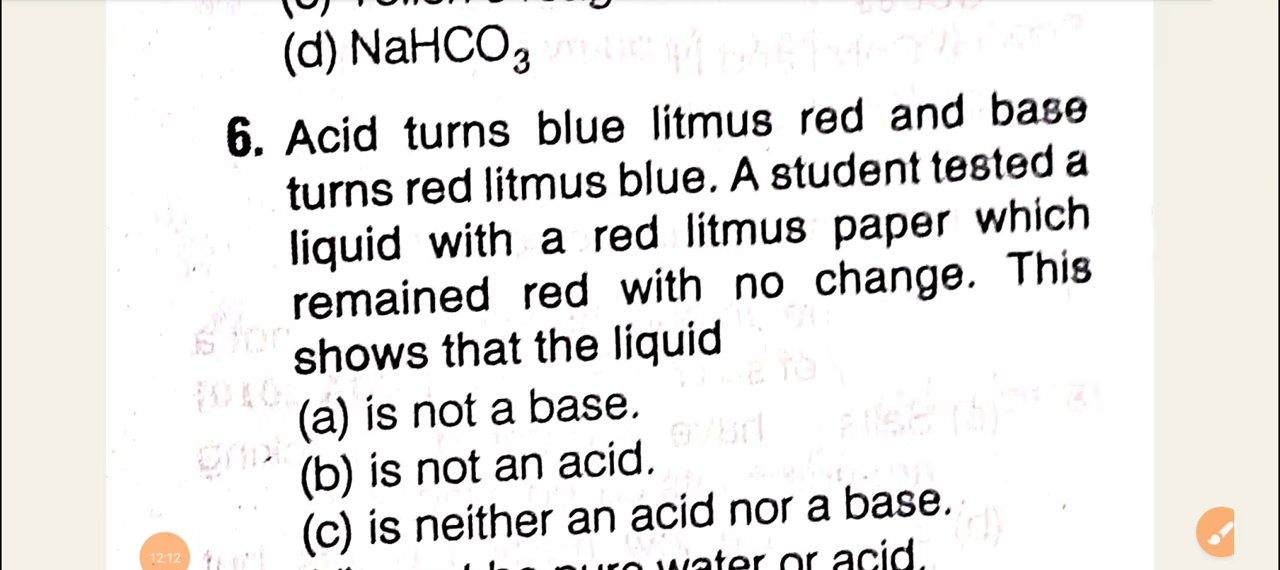 (d) NaHCO₃
6. Acid turns blue litmus red and base
turns red litmus blue. A student tested a
liquid with a red litmus paper which
remained red with no change. This
shows that the liquid
(a) is not a base.
(b) is not an acid.
(c) is neither an acid nor a base.
water or acid.
12:12